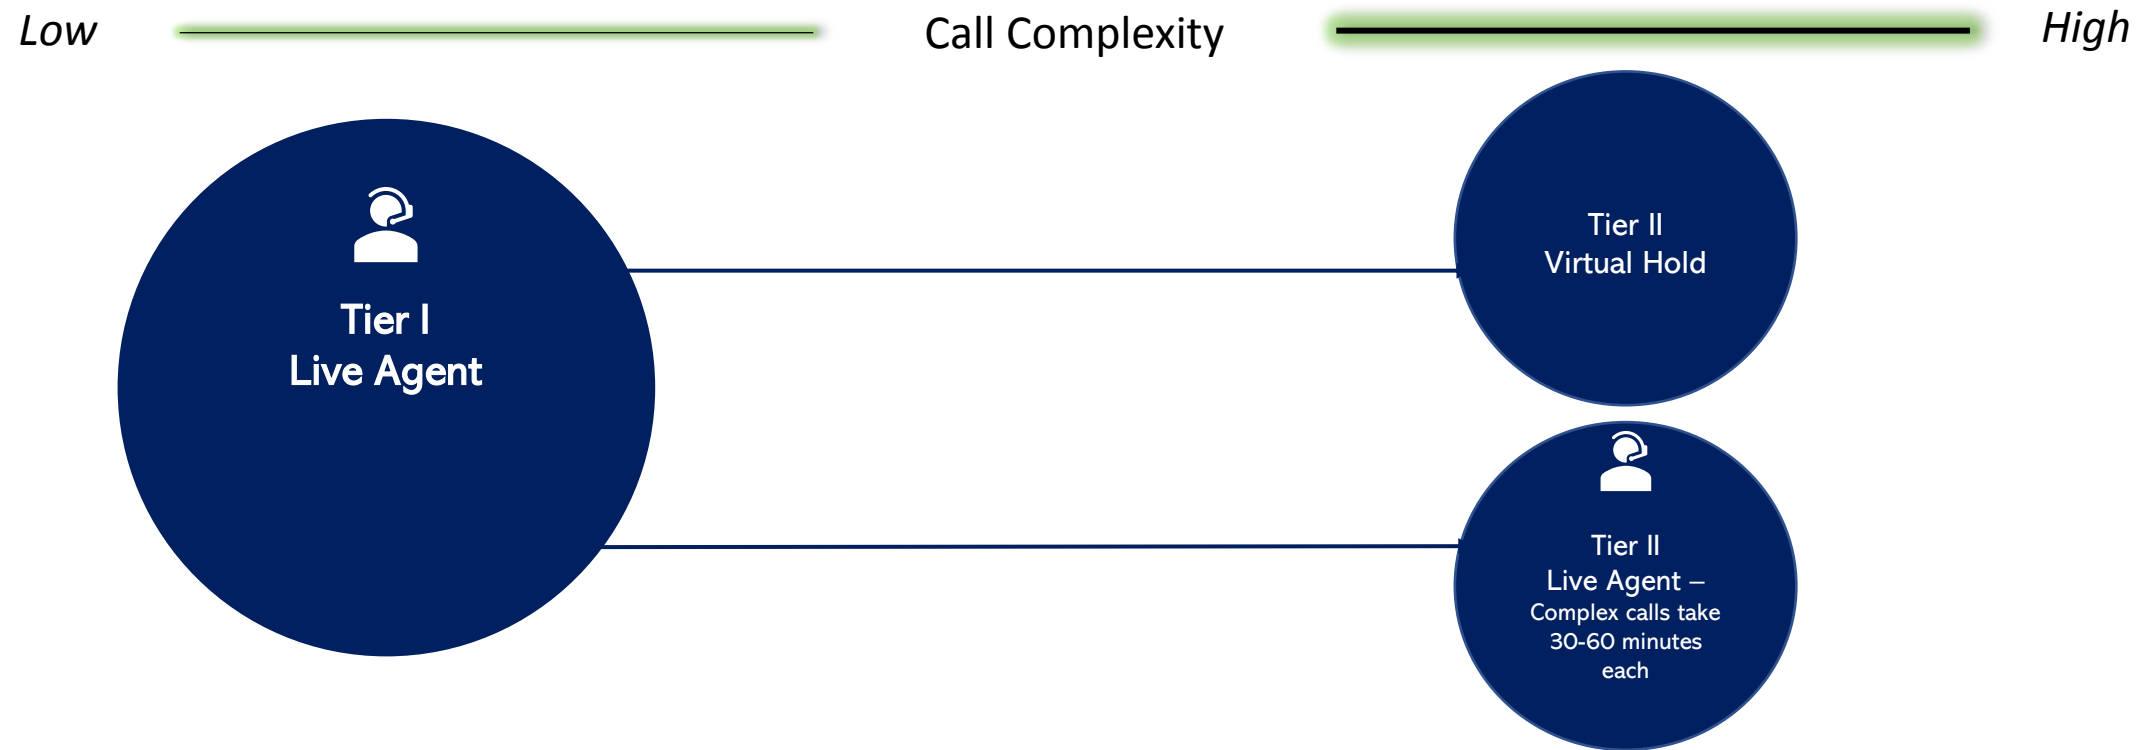 Low
Call Complexity
High
Tier I
Live Agent
Tier II
Virtual Hold
Tier II
Live Agent –
Complex calls take
30-60 minutes
each